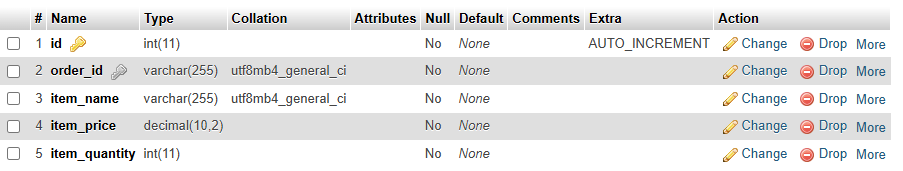 # Name Type Collation Attributes Null Default Comments Extra Action
1 id int(11) No None AUTO_INCREMENT Change Drop More
2 order_id varchar(255) utf8mb4_general_ci No None Change Drop More
3 item_name varchar(255) utf8mb4_general_ci No None Change Drop More
4 item_price decimal(10,2) No None Change Drop More
5 item_quantity int(11) No None Change Drop More